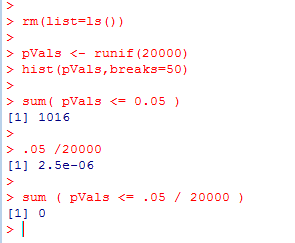 >
> rm(list=ls())
>
> pVals <- runif(20000)
> hist(pVals,breaks=50)
>
> sum( pVals <= 0.05 )
[1] 1016
>
> .05 /20000
[1] 2.5e-06
>
> sum ( pVals <= .05 / 20000 )
[1] 0
>